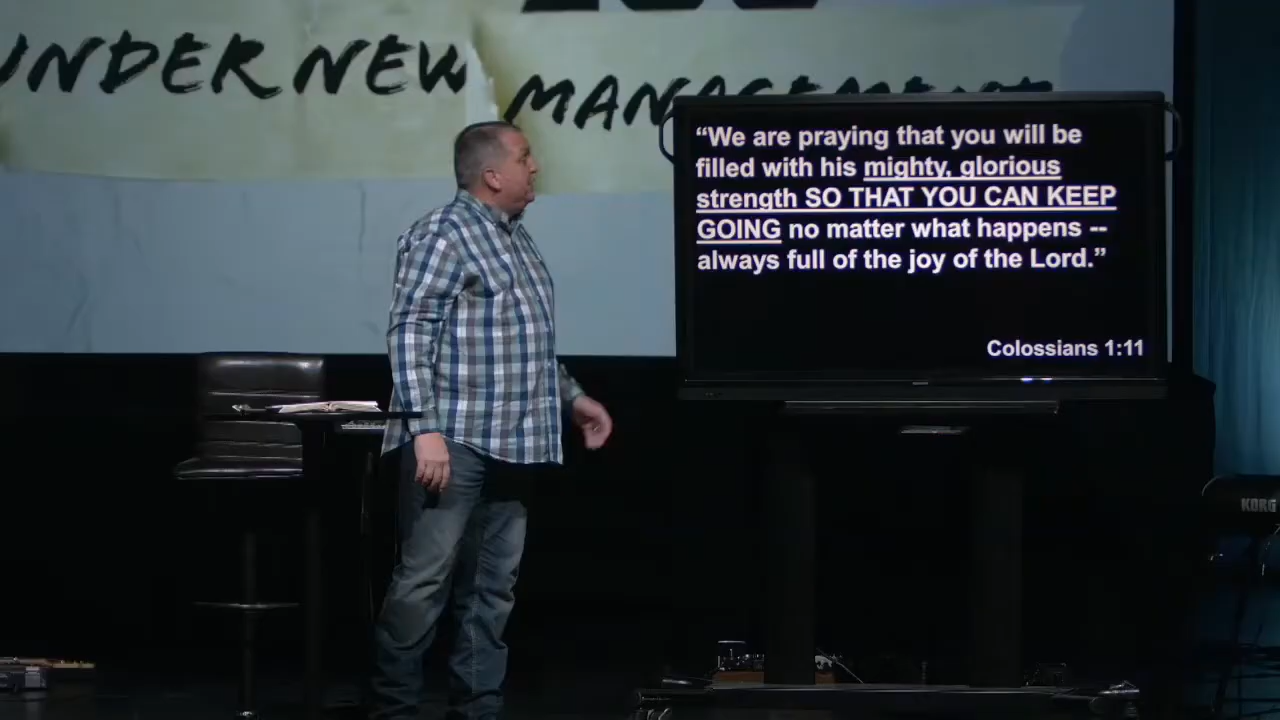 UNDER NEW MANAGEMENT
“We are praying that you will be
filled with his mighty, glorious
strength SO THAT YOU CAN KEEP
GOING no matter what happens --
always full of the joy of the Lord.”
Colossians 1:11
KORG